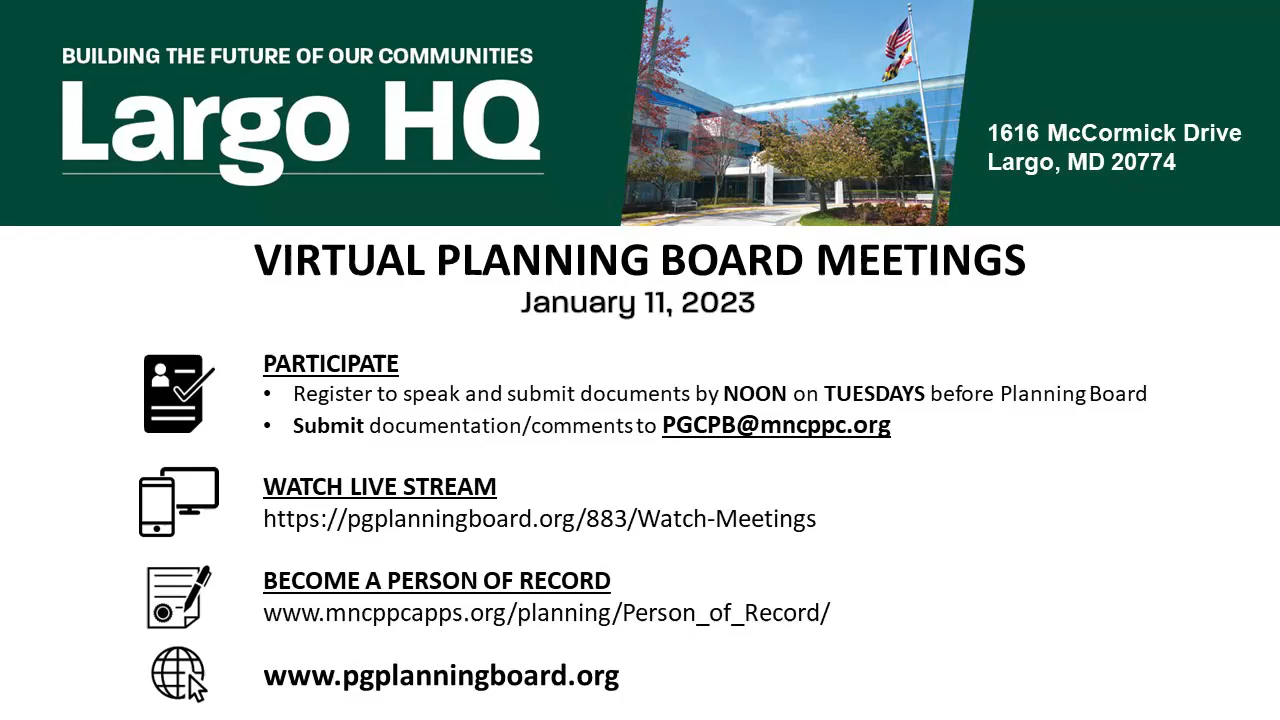 BUILDING THE FUTURE OF OUR COMMUNITIES
Largo HQ
1616 McCormick Drive
Largo, MD 20774
VIRTUAL PLANNING BOARD MEETINGS
January 11, 2023
PARTICIPATE
• Register to speak and submit documents by NOON on TUESDAYS before Planning Board
• Submit documentation/comments to PGCPB@mncppc.org
WATCH LIVE STREAM
https://pgplanningboard.org/883/Watch-Meetings
BECOME A PERSON OF RECORD
www.mncppcapps.org/planning/Person_of_Record/
www.pgplanningboard.org